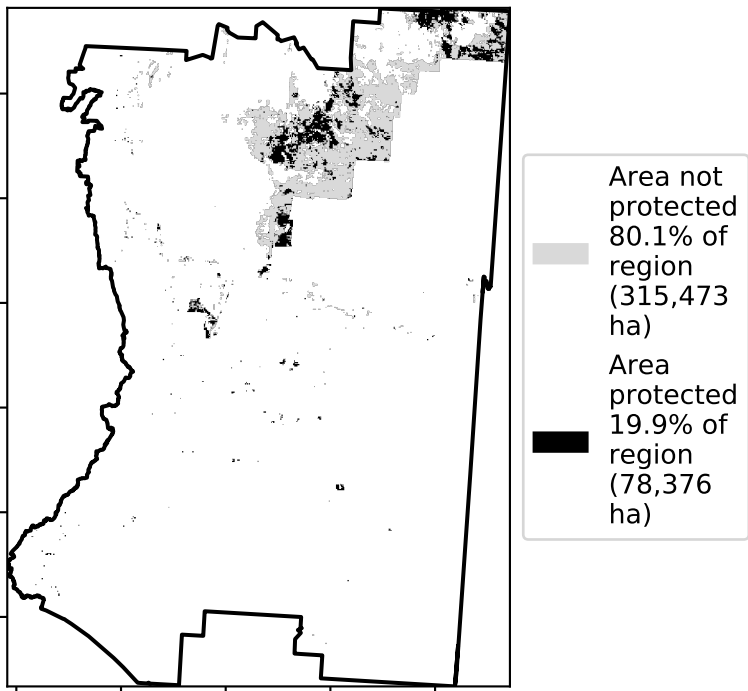 Area not
protected
80.1% of
region
(315,473
ha)
Area
protected
19.9% of
region
(78,376
ha)